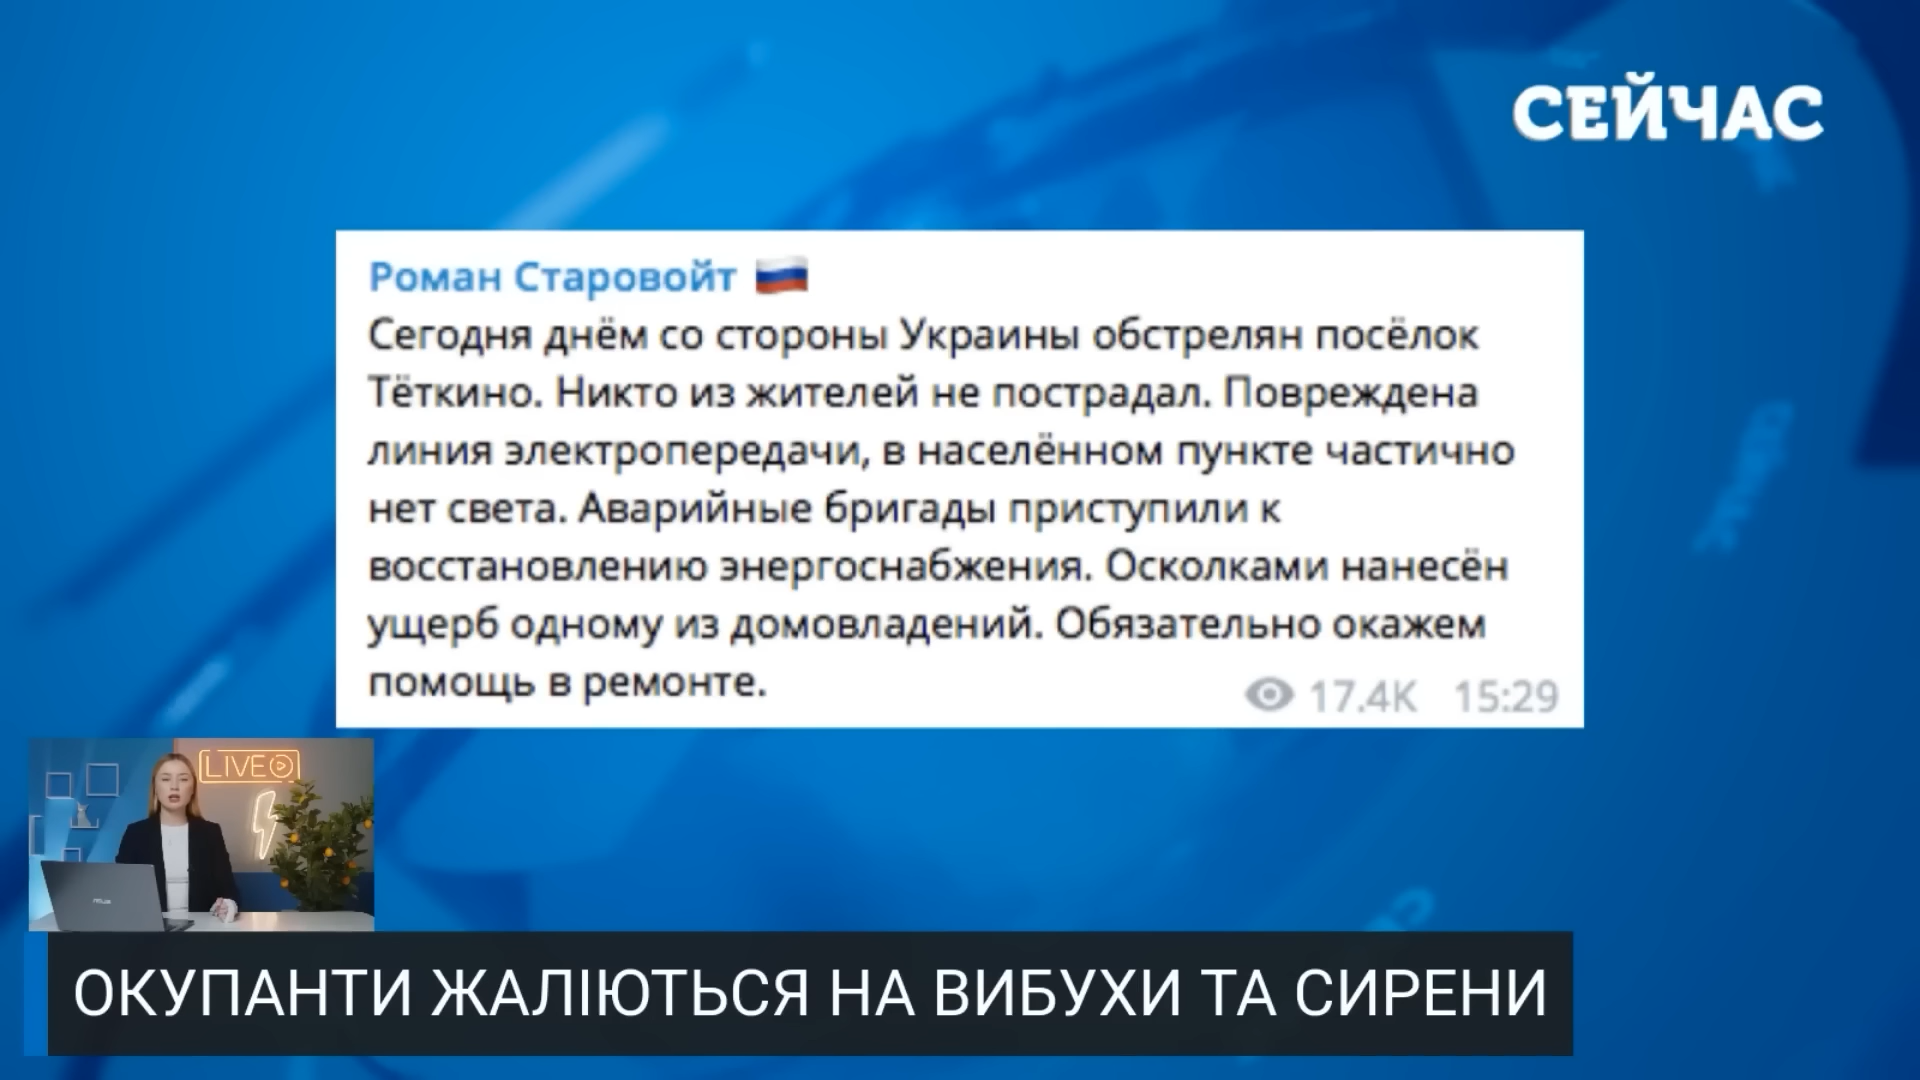 СЕЙЧАС
Роман Старовойт
Сегодня днём со стороны Украины обстрелян посёлок
Тёткино. Никто из жителей не пострадал. Повреждена
линия электропередачи, в населённом пункте частично
нет света. Аварийные бригады приступили к
восстановлению энергоснабжения. Осколками нанесён
ущерб одному из домовладений. Обязательно окажем
помощь в ремонте.
17.4K 15:29
LIVE
ASUS
ОКУПАНТИ ЖАЛІЮТЬСЯ НА ВИБУХИ ТА СИРЕНИ